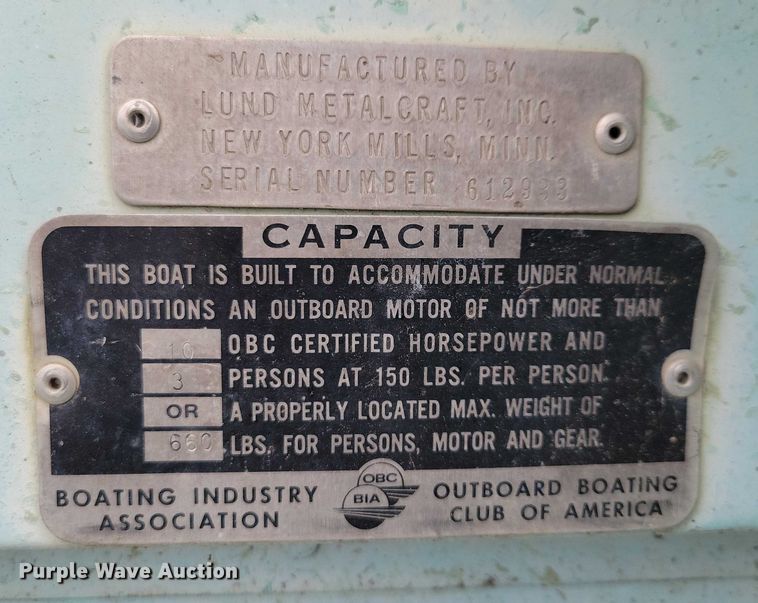 MANUFACTURED BY
LUND METALCRAFT, INC.
NEW YORK MILLS, MINN.
SERIAL NUMBER 612933
CAPACITY
THIS BOAT IS BUILT TO ACCOMMODATE UNDER NORMAL
CONDITIONS AN OUTBOARD MOTOR OF NOT MORE THAN
10 OBC CERTIFIED HORSEPOWER AND
3 PERSONS AT 150 LBS. PER PERSON.
OR A PROPERLY LOCATED MAX. WEIGHT OF
660 LBS. FOR PERSONS, MOTOR AND GEAR.
OBC
BIA
BOATING INDUSTRY
ASSOCIATION
OUTBOARD BOATING
CLUB OF AMERICA
Purple Wave Auction